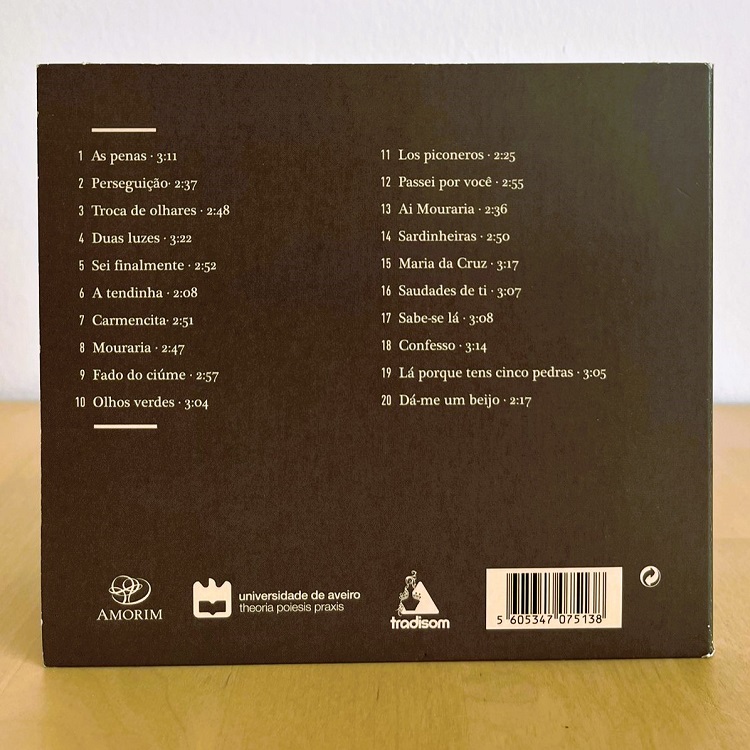 1 As penas · 3:11
2 Perseguição· 2:37
3 Troca de olhares · 2:48
4 Duas luzes · 3:22
5 Sei finalmente · 2:52
6 A tendinha · 2:08
7 Carmencita· 2:51
8 Mouraria · 2:47
9 Fado do ciúme · 2:57
10 Olhos verdes · 3:04
11 Los piconeros · 2:25
12 Passei por você · 2:55
13 Ai Mouraria · 2:36
14 Sardinheiras · 2:50
15 Maria da Cruz · 3:17
16 Saudades de ti · 3:07
17 Sabe-se lá · 3:08
18 Confesso · 3:14
19 Lá porque tens cinco pedras · 3:05
20 Dá-me um beijo · 2:17
AMORIM
universidade de aveiro
theoria poiesis praxis
tradisom
5 605347 075138